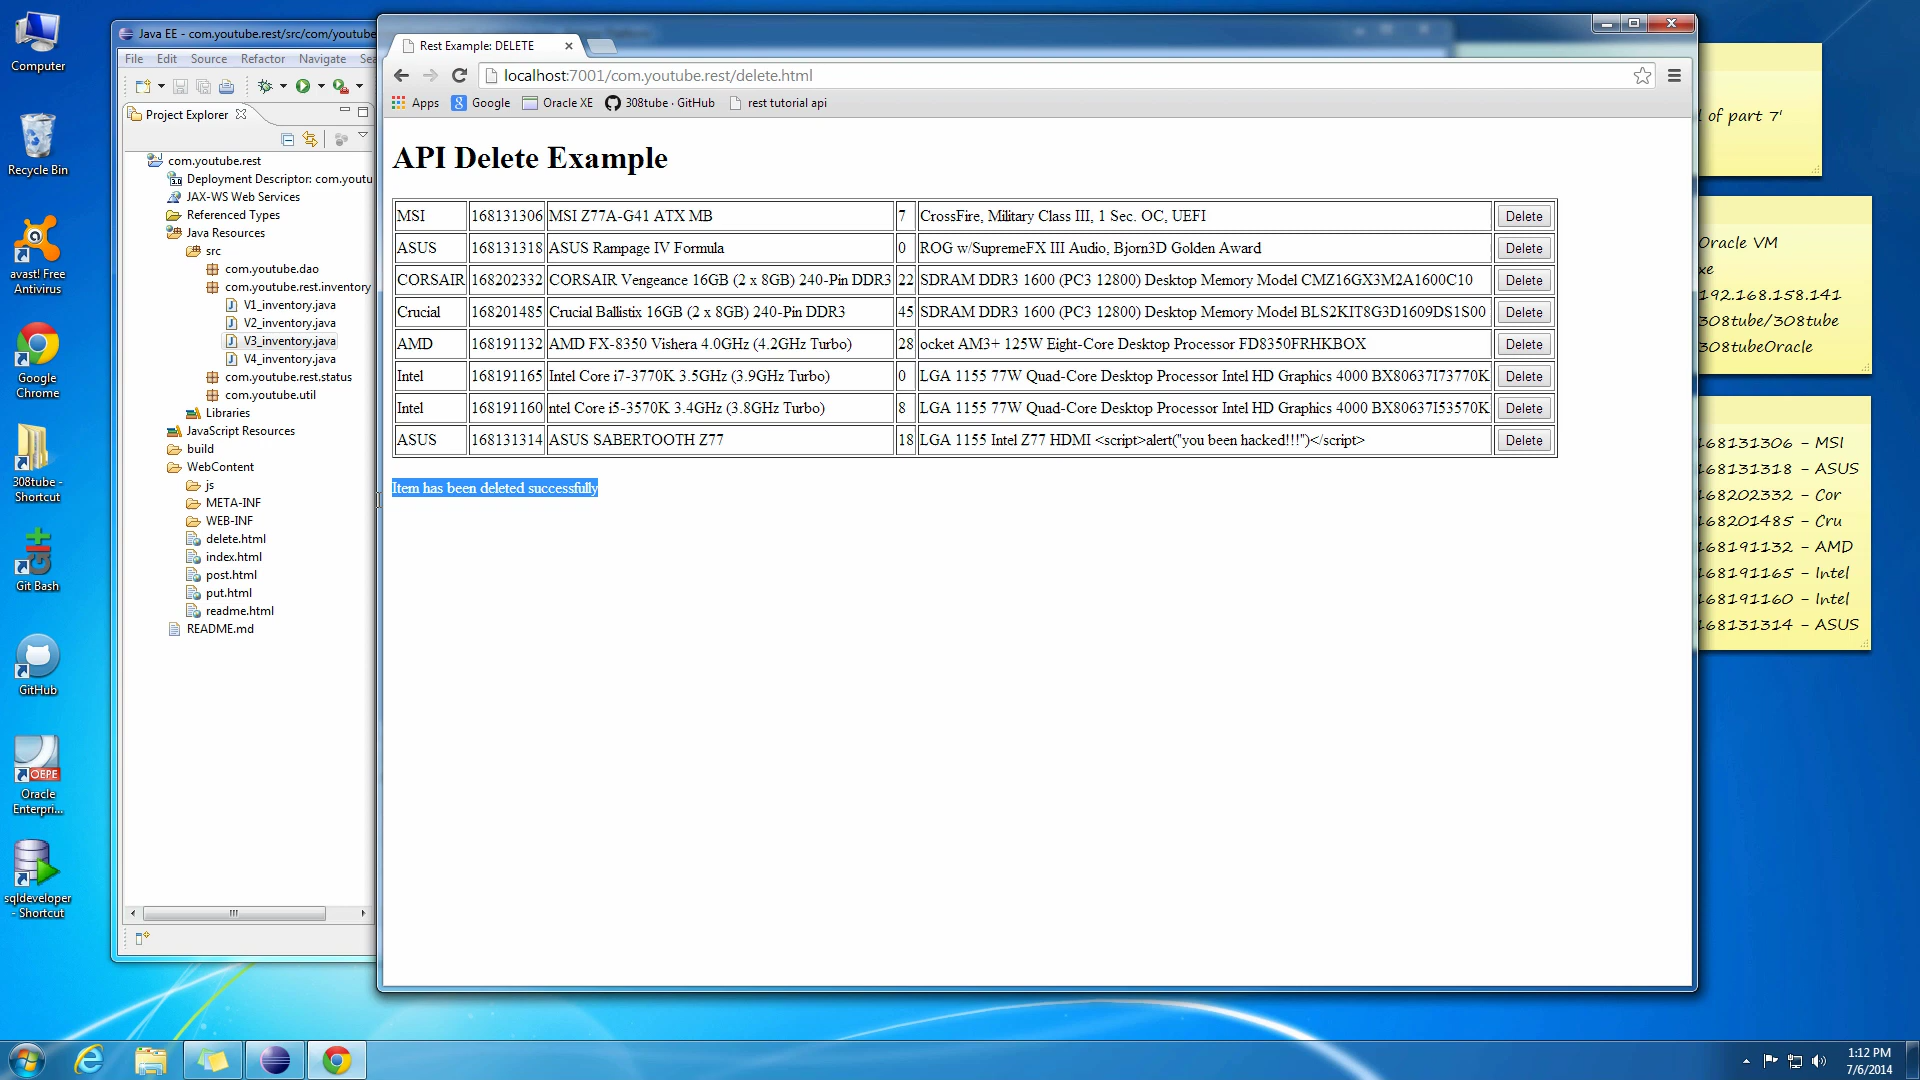 Computer
Recycle Bin
avast! Free
Antivirus
Google
Chrome
308tube -
Shortcut
Git Bash
GitHub
OEPE
Oracle
Enterpri...
sqldeveloper
- Shortcut
Java EE - com.youtube.rest/src/com/youtube
File Edit Source Refactor Navigate Sea
Project Explorer
com.youtube.rest
Deployment Descriptor: com.youtu
JAX-WS Web Services
Referenced Types
Java Resources
src
com.youtube.dao
com.youtube.rest.inventory
V1_inventory.java
V2_inventory.java
V3_inventory.java
V4_inventory.java
com.youtube.rest.status
com.youtube.util
Libraries
JavaScript Resources
build
WebContent
js
META-INF
WEB-INF
delete.html
index.html
post.html
put.html
readme.html
README.md
Rest Example: DELETE
localhost:7001/com.youtube.rest/delete.html
Apps Google Oracle XE 308tube · GitHub rest tutorial api
API Delete Example
MSI 168131306 MSI Z77A-G41 ATX MB 7 CrossFire, Military Class III, 1 Sec. OC, UEFI Delete
ASUS 168131318 ASUS Rampage IV Formula 0 ROG w/SupremeFX III Audio, Bjorn3D Golden Award Delete
CORSAIR 168202332 CORSAIR Vengeance 16GB (2 x 8GB) 240-Pin DDR3 22 SDRAM DDR3 1600 (PC3 12800) Desktop Memory Model CMZ16GX3M2A1600C10 Delete
Crucial 168201485 Crucial Ballistix 16GB (2 x 8GB) 240-Pin DDR3 45 SDRAM DDR3 1600 (PC3 12800) Desktop Memory Model BLS2KIT8G3D1609DS1S00 Delete
AMD 168191132 AMD FX-8350 Vishera 4.0GHz (4.2GHz Turbo) 28 ocket AM3+ 125W Eight-Core Desktop Processor FD8350FRHKBOX Delete
Intel 168191165 Intel Core i7-3770K 3.5GHz (3.9GHz Turbo) 0 LGA 1155 77W Quad-Core Desktop Processor Intel HD Graphics 4000 BX80637I73770K Delete
Intel 168191160 ntel Core i5-3570K 3.4GHz (3.8GHz Turbo) 8 LGA 1155 77W Quad-Core Desktop Processor Intel HD Graphics 4000 BX80637I53570K Delete
ASUS 168131314 ASUS SABERTOOTH Z77 18 LGA 1155 Intel Z77 HDMI <script>alert("you been hacked!!!")</script> Delete
Item has been deleted successfully
l of part 7'
Oracle VM
xe
192.168.158.141
308tube/308tube
308tubeOracle
168131306 - MSI
168131318 - ASUS
168202332 - Cor
168201485 - Cru
168191132 - AMD
168191165 - Intel
168191160 - Intel
168131314 - ASUS
1:12 PM
7/6/2014